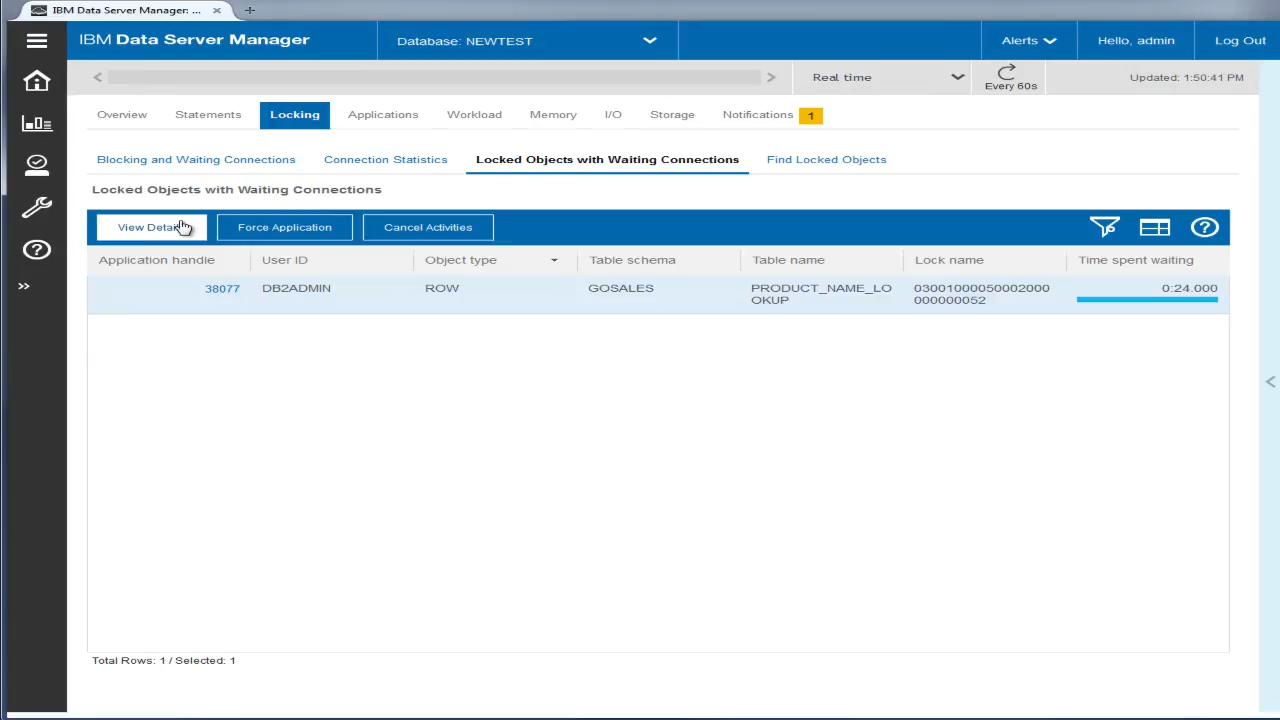 IBM Data Server Manager: ...
IBM Data Server Manager
Database: NEWTEST
Alerts
Hello, admin
Log Out
Real time
Every 60s
Updated: 1:50:41 PM
Overview
Statements
Locking
Applications
Workload
Memory
I/O
Storage
Notifications
1
Blocking and Waiting Connections
Connection Statistics
Locked Objects with Waiting Connections
Find Locked Objects
Locked Objects with Waiting Connections
View Details
Force Application
Cancel Activities
Application handle
User ID
Object type
Table schema
Table name
Lock name
Time spent waiting
38077
DB2ADMIN
ROW
GOSALES
PRODUCT_NAME_LO
OKUP
03001000050002000
000000052
0:24.000
Total Rows: 1 / Selected: 1